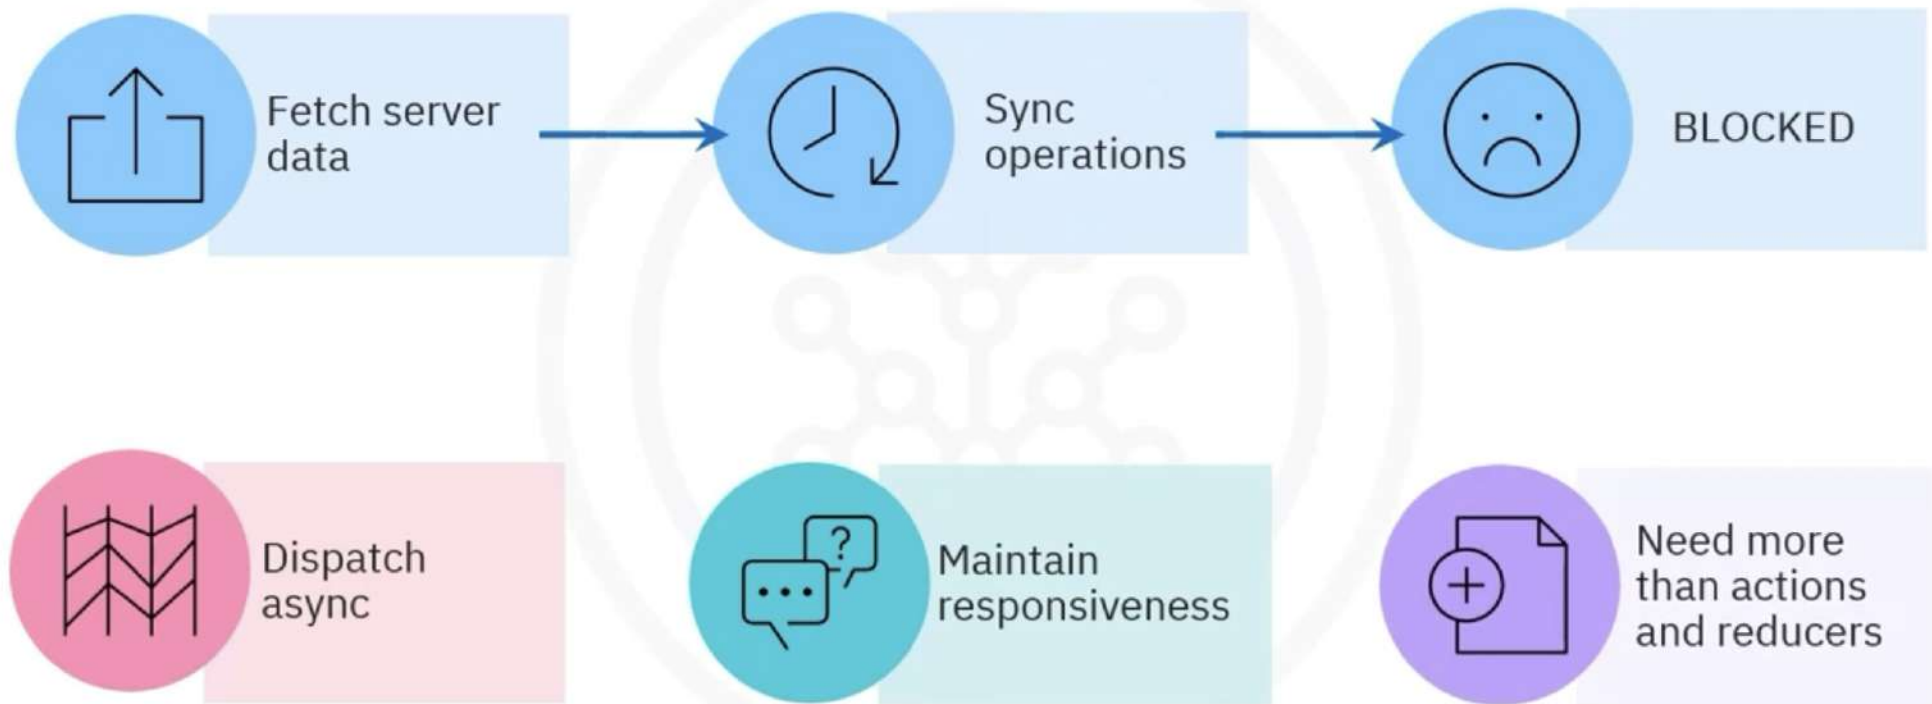 Fetch server
data
Sync
operations
BLOCKED
Dispatch
async
?
Maintain
responsiveness
Need more
than actions
and reducers